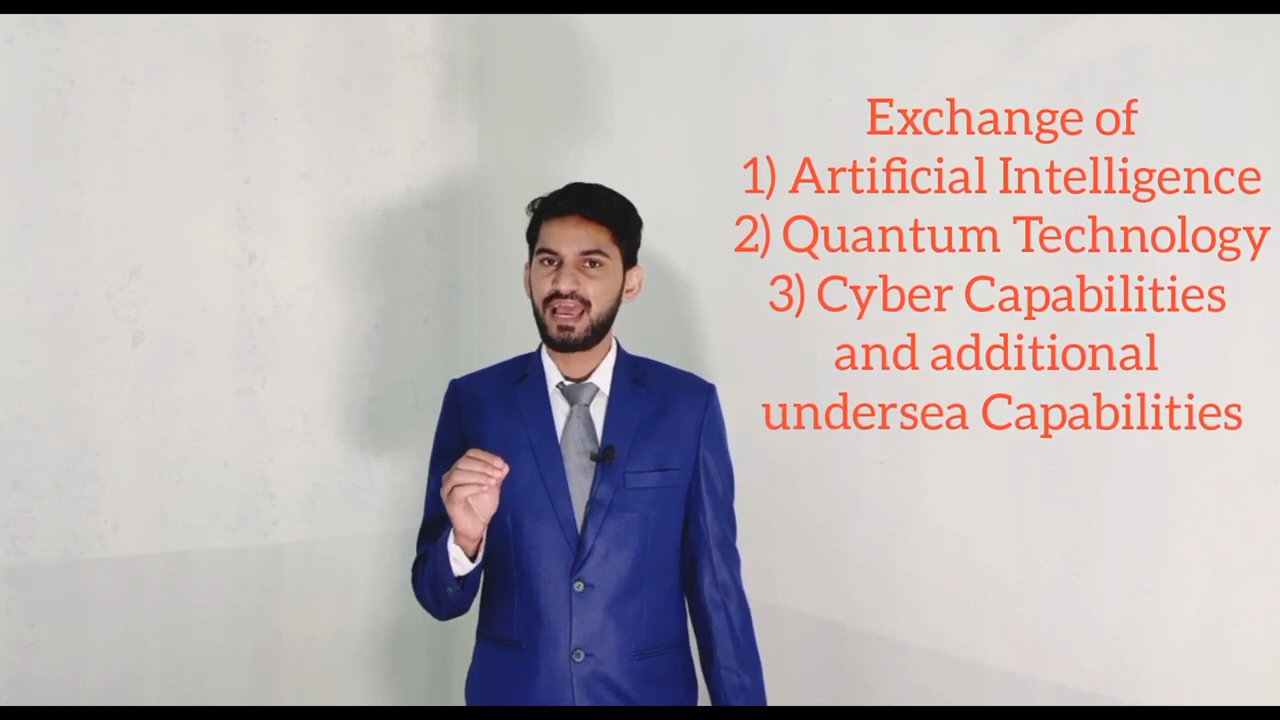 Exchange of
1) Artificial Intelligence
2) Quantum Technology
3) Cyber Capabilities
and additional
undersea Capabilities